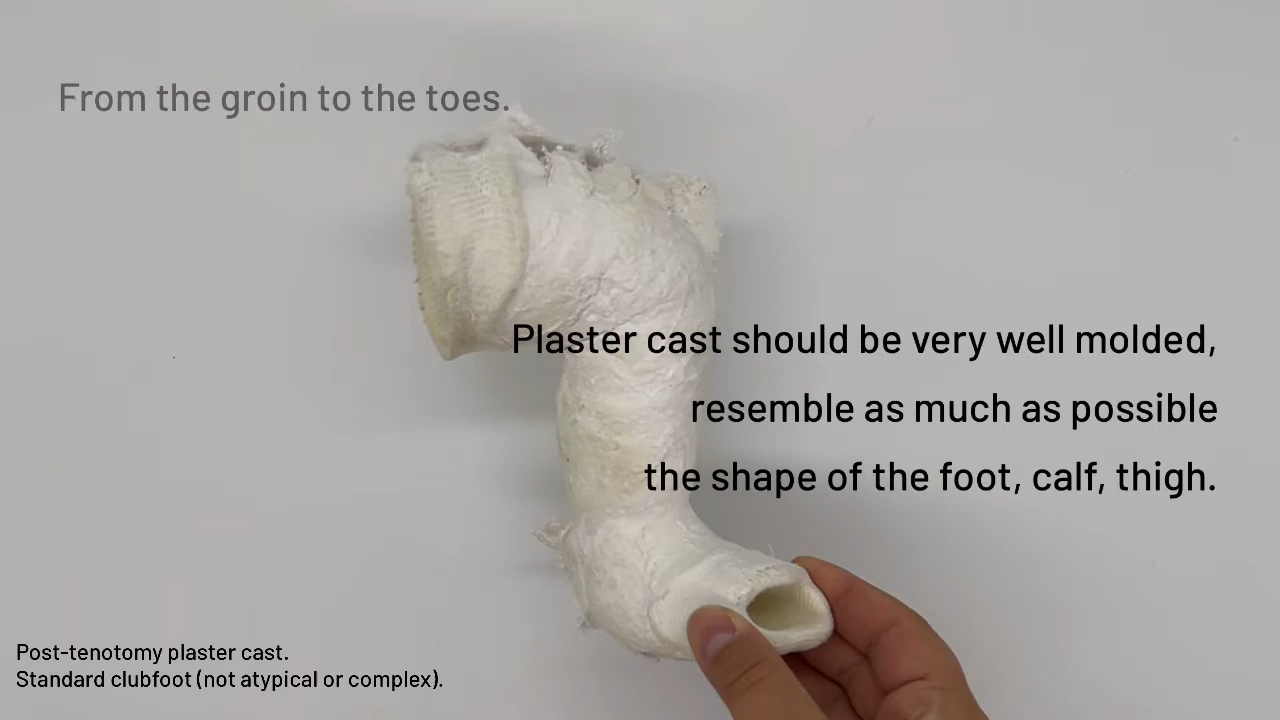 From the groin to the toes.
Plaster cast should be very well molded,
resemble as much as possible
the shape of the foot, calf, thigh.
Post-tenotomy plaster cast.
Standard clubfoot (not atypical or complex).